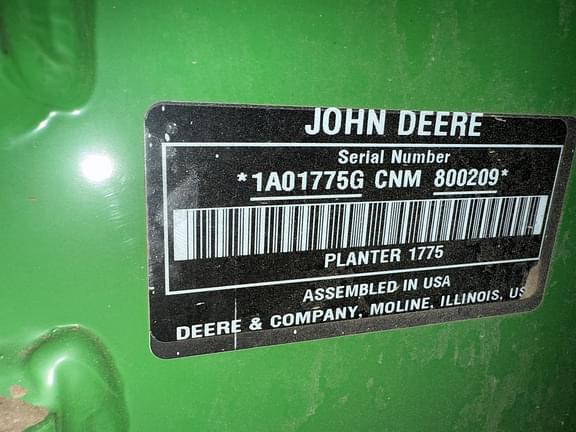 JOHN DEERE
Serial Number
*1A01775G CNM 800209*
PLANTER 1775
ASSEMBLED IN USA
DEERE & COMPANY, MOLINE, ILLINOIS, US